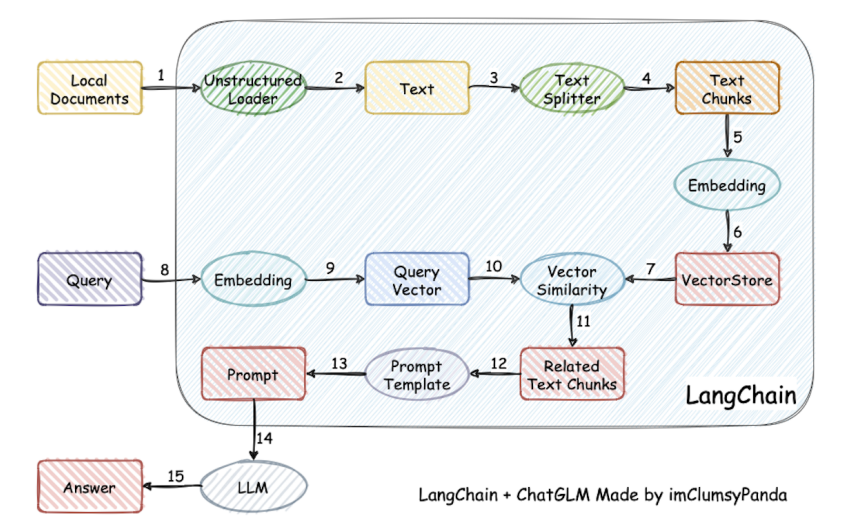 Local
Documents
1
Unstructured
Loader
2
Text
3
Text
Splitter
4
Text
Chunks
5
Embedding
6
Query
8
Embedding
9
Query
Vector
10
Vector
Similarity
7
VectorStore
11
Prompt
13
Prompt
Template
12
Related
Text Chunks
LangChain
14
Answer
15
LLM
LangChain + ChatGLM Made by imClumsyPanda